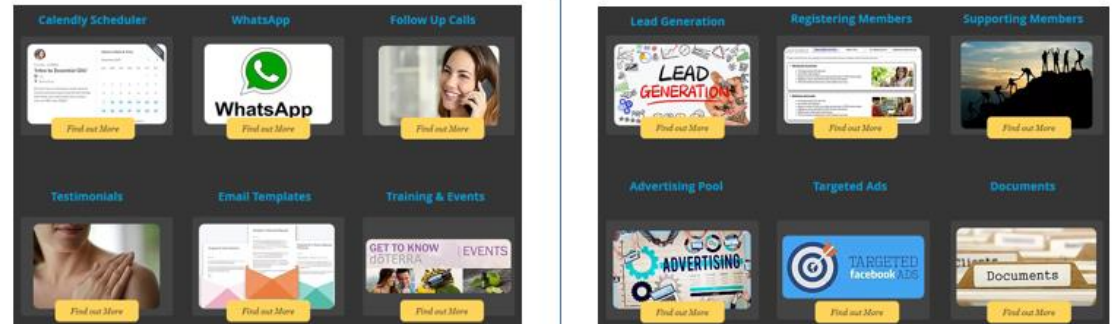 Calendly Scheduler
WhatsApp
Follow Up Calls
WhatsApp
Find out More
Find out More
Find out More
Testimonials
Email Templates
Training & Events
GET TO KNOW
dōTERRA
EVENTS
Find out More
Find out More
Find out More
Lead Generation
Registering Members
Supporting Members
LEAD
GENERATION
Find out More
Find out More
Find out More
Advertising Pool
Targeted Ads
Documents
ADVERTISING
TARGETED
facebook ADS
Clients
Documents
Find out More
Find out More
Find out More